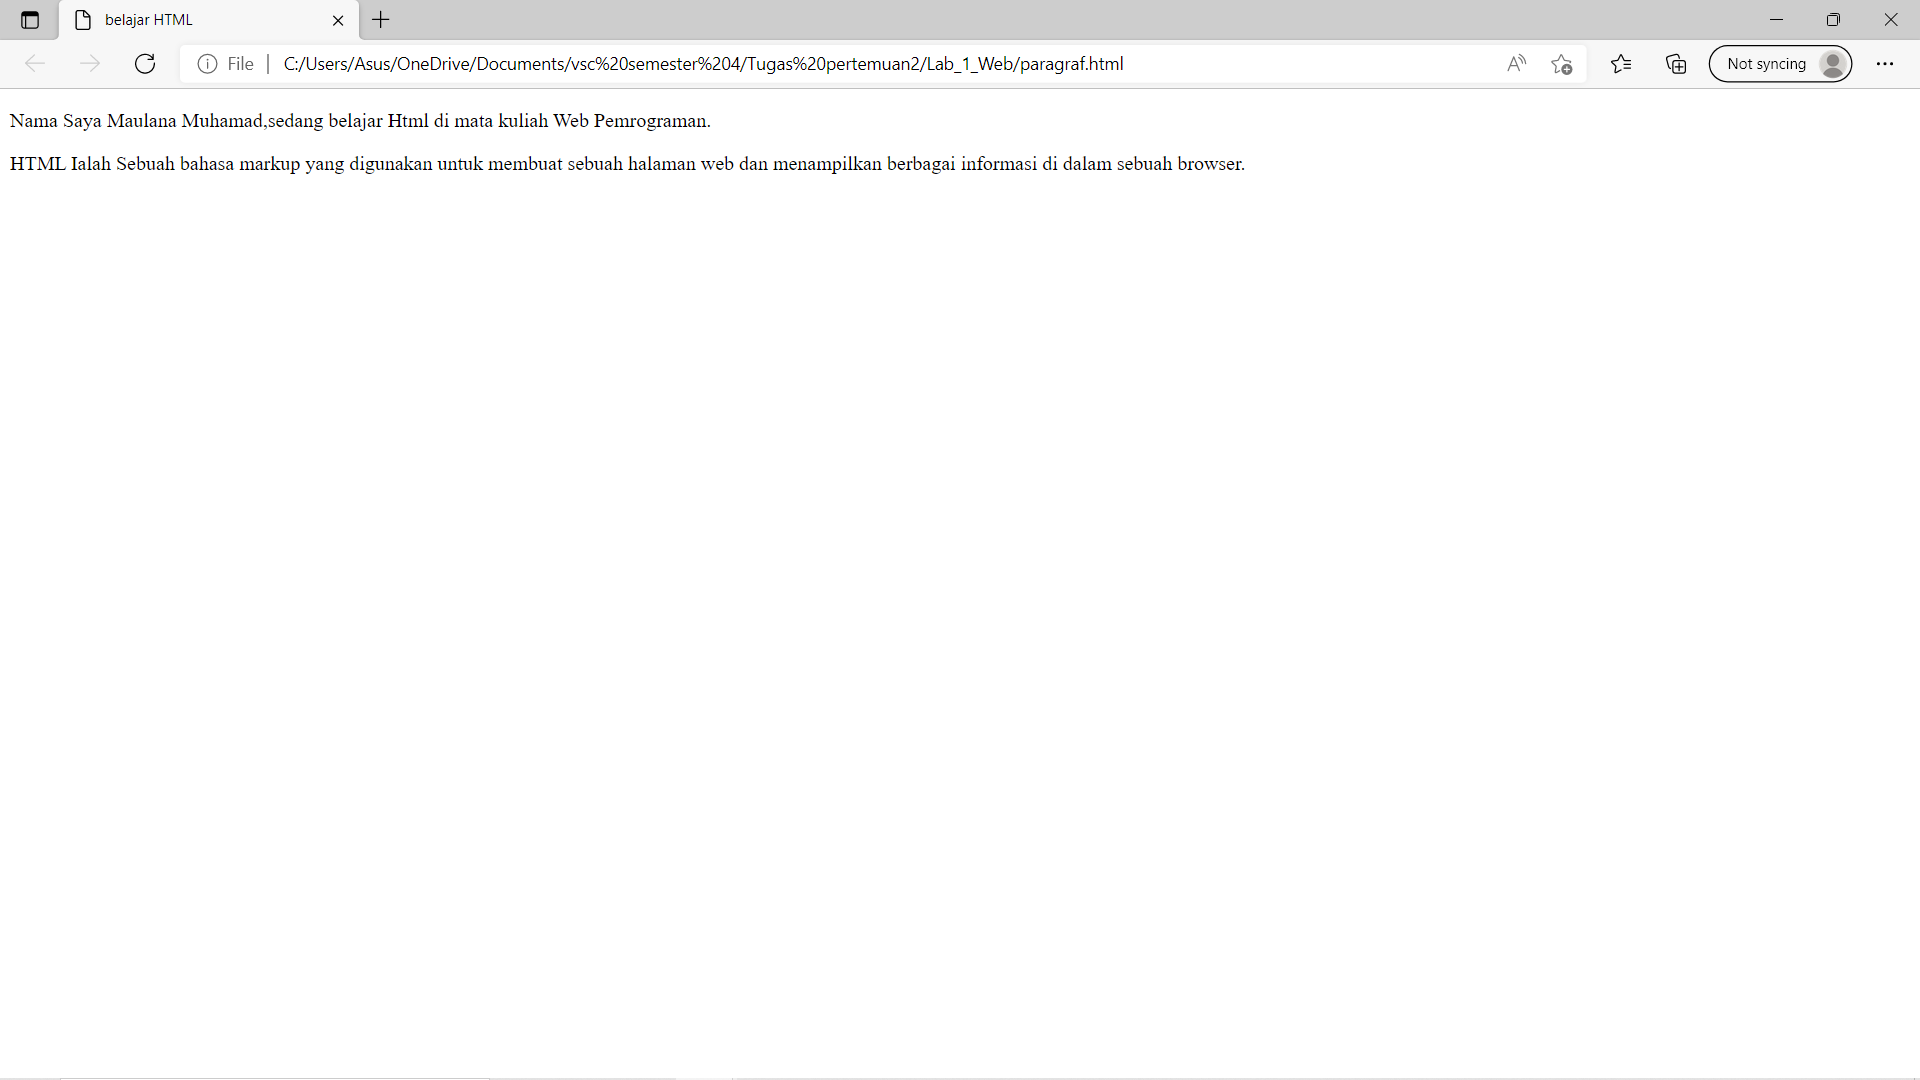 belajar HTML
File | C:/Users/Asus/OneDrive/Documents/vsc%20semester%204/Tugas%20pertemuan2/Lab_1_Web/paragraf.html
Not syncing
Nama Saya Maulana Muhamad,sedang belajar Html di mata kuliah Web Pemrograman.
HTML Ialah Sebuah bahasa markup yang digunakan untuk membuat sebuah halaman web dan menampilkan berbagai informasi di dalam sebuah browser.